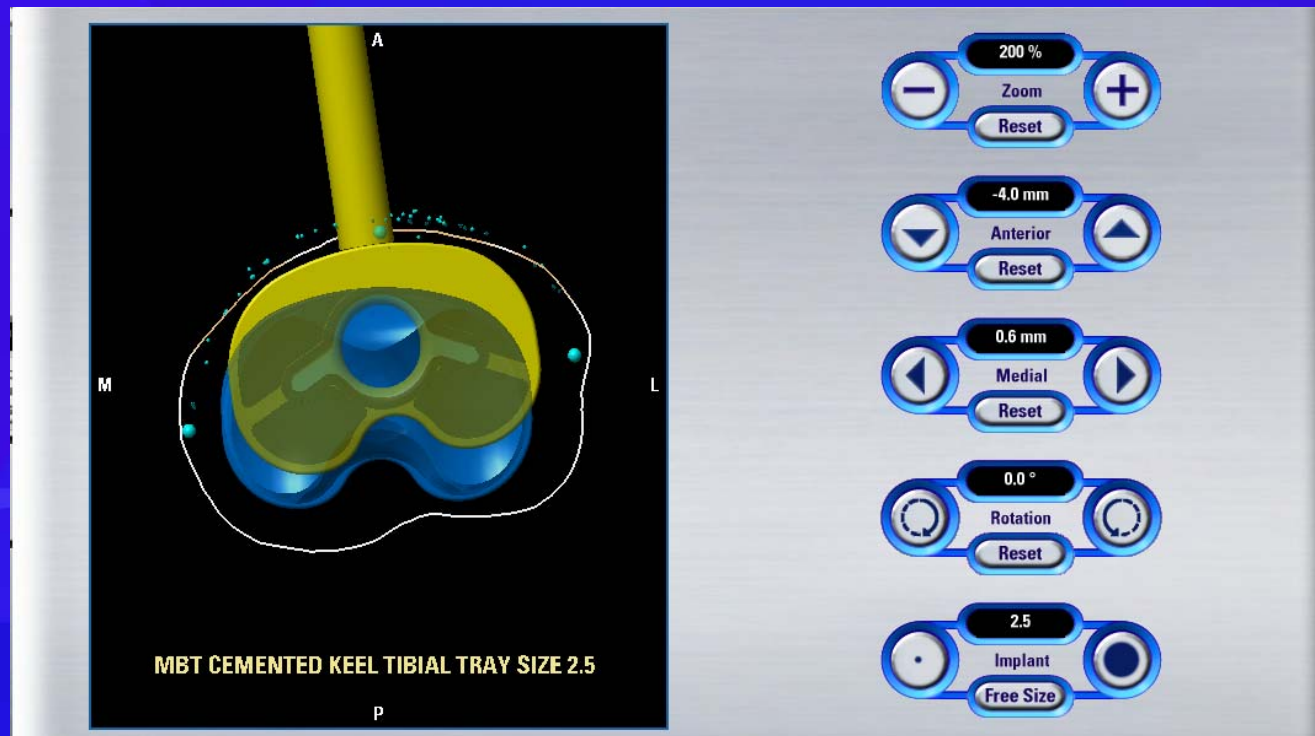 A
M
L
MBT CEMENTED KEEL TIBIAL TRAY SIZE 2.5
P
200 %
Zoom
Reset
-4.0 mm
Anterior
Reset
0.6 mm
Medial
Reset
0.0 °
Rotation
Reset
2.5
Implant
Free Size